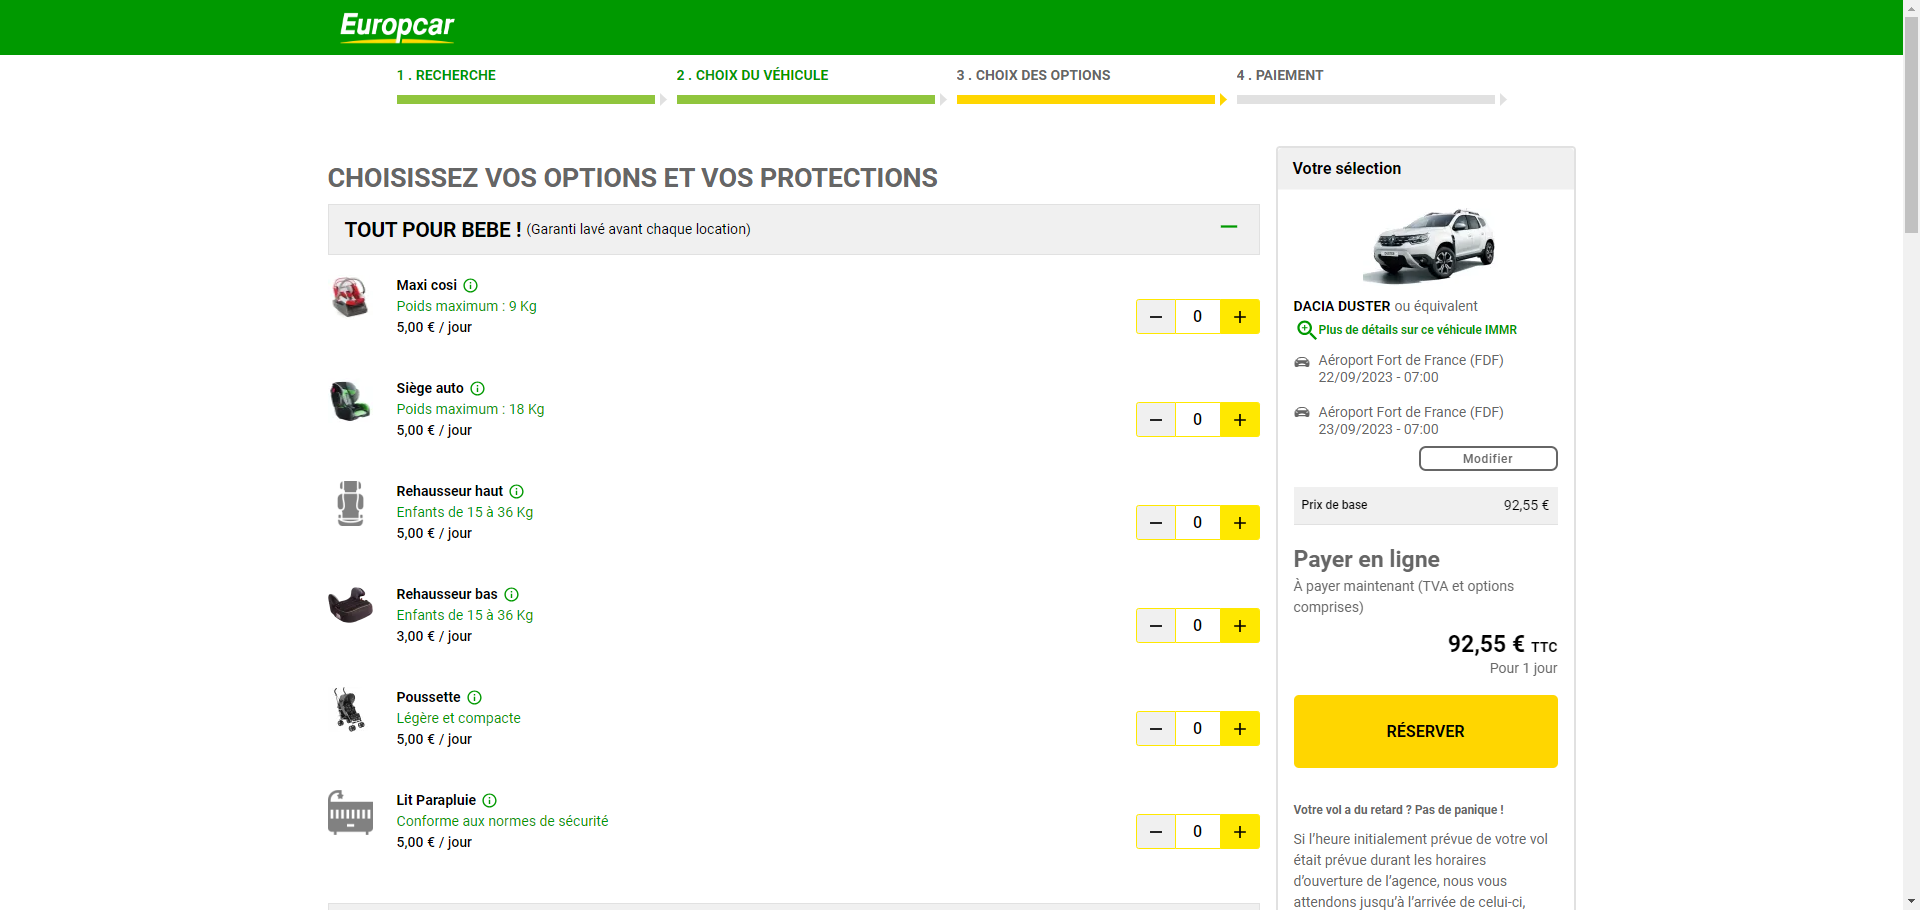 Europcar
1 . RECHERCHE
2 . CHOIX DU VÉHICULE
3 . CHOIX DES OPTIONS
4 . PAIEMENT
CHOISISSEZ VOS OPTIONS ET VOS PROTECTIONS
TOUT POUR BEBE ! (Garanti lavé avant chaque location)
Maxi cosi
Poids maximum : 9 Kg
5,00 € / jour
0
Siège auto
Poids maximum : 18 Kg
5,00 € / jour
0
Rehausseur haut
Enfants de 15 à 36 Kg
5,00 € / jour
0
Rehausseur bas
Enfants de 15 à 36 Kg
3,00 € / jour
0
Poussette
Légère et compacte
5,00 € / jour
0
Lit Parapluie
Conforme aux normes de sécurité
5,00 € / jour
0
Votre sélection
DACIA DUSTER ou équivalent
Plus de détails sur ce véhicule IMMR
Aéroport Fort de France (FDF)
22/09/2023 - 07:00
Aéroport Fort de France (FDF)
23/09/2023 - 07:00
Modifier
Prix de base 92,55 €
Payer en ligne
À payer maintenant (TVA et options
comprises)
92,55 € TTC
Pour 1 jour
RÉSERVER
Votre vol a du retard ? Pas de panique !
Si l’heure initialement prévue de votre vol
était prévue durant les horaires
d’ouverture de l’agence, nous vous
attendons jusqu’à l’arrivée de celui-ci,